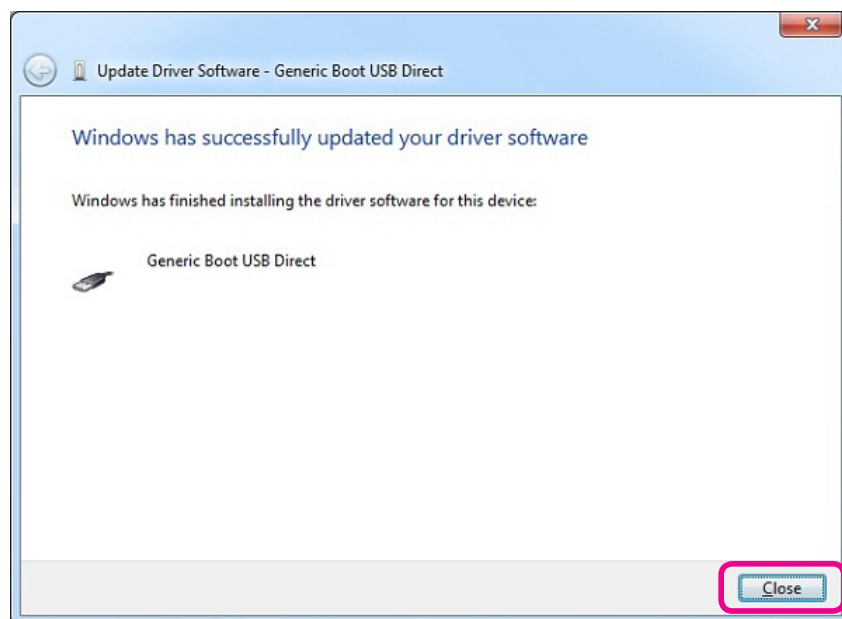 Update Driver Software - Generic Boot USB Direct
Windows has successfully updated your driver software
Windows has finished installing the driver software for this device:
Generic Boot USB Direct
Close